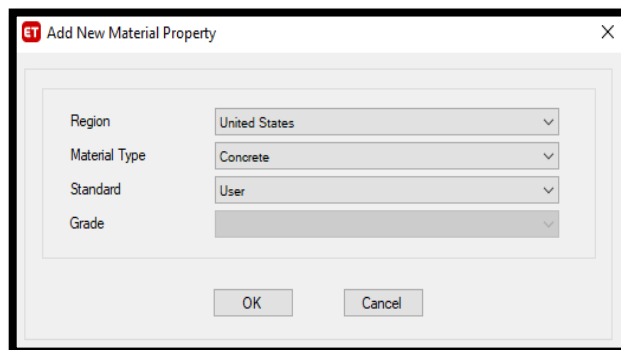 ET Add New Material Property
Region United States
Material Type Concrete
Standard User
Grade
OK Cancel